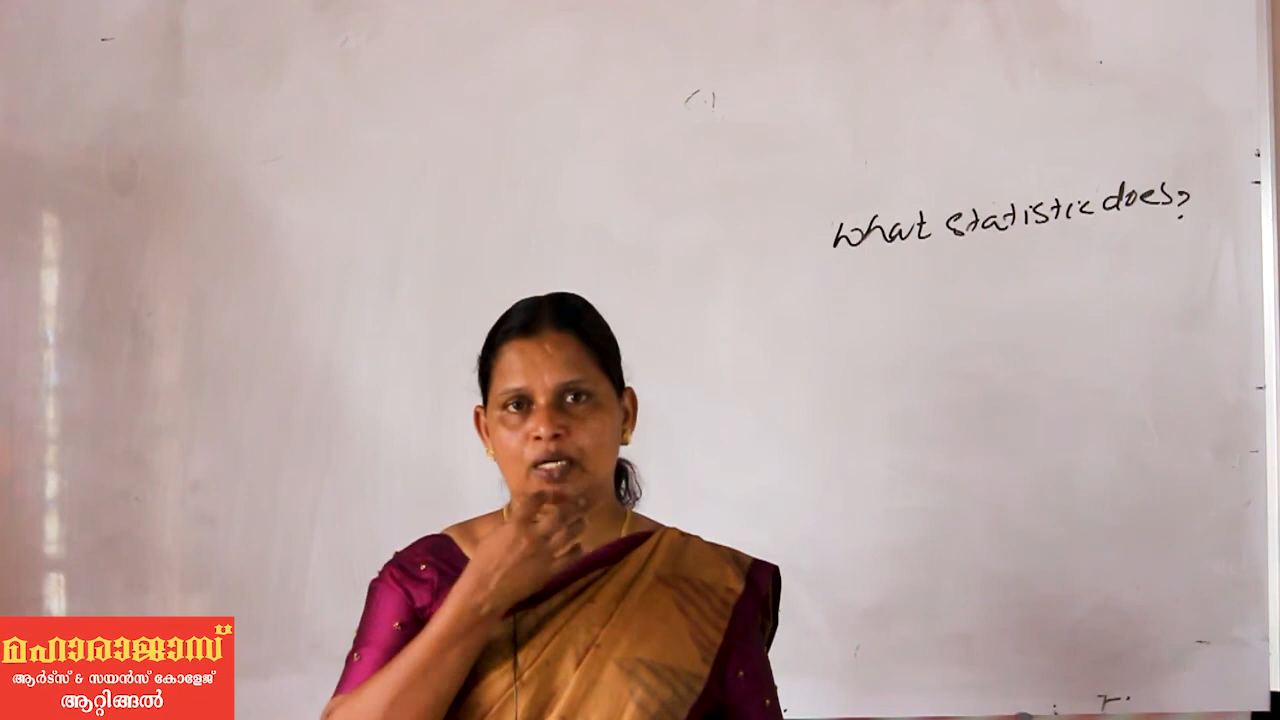 What statistic does?
മഹാരാജാസ്
ആർട്സ് & സയൻസ് കോളേജ്
ആറ്റിങ്ങൽ